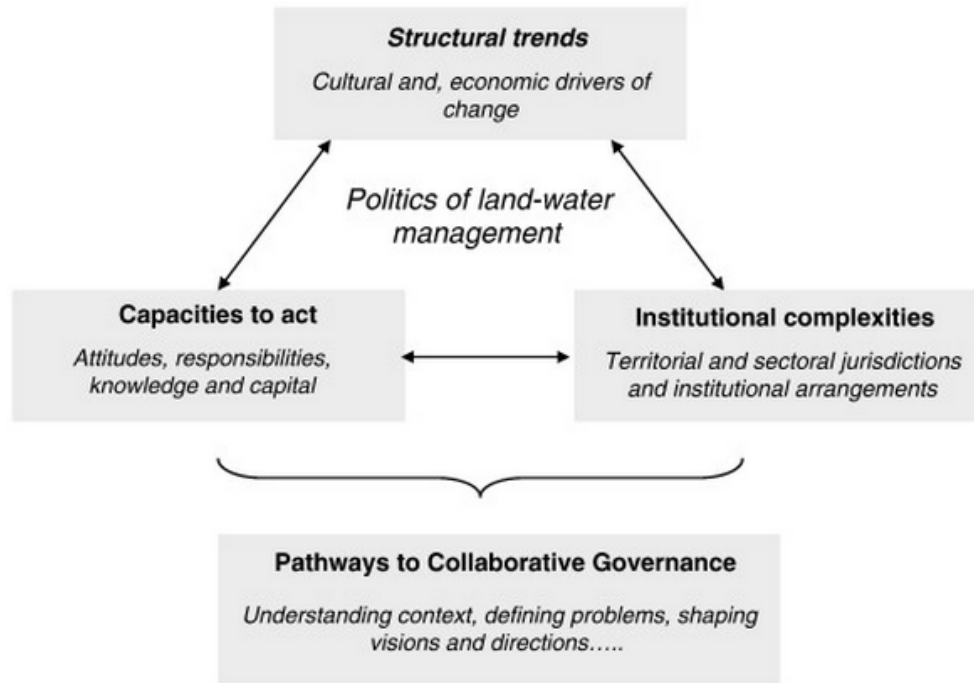 Structural trends
Cultural and, economic drivers of
change
Politics of land-water
management
Capacities to act
Attitudes, responsibilities,
knowledge and capital
Institutional complexities
Territorial and sectoral jurisdictions
and institutional arrangements
Pathways to Collaborative Governance
Understanding context, defining problems, shaping
visions and directions…..